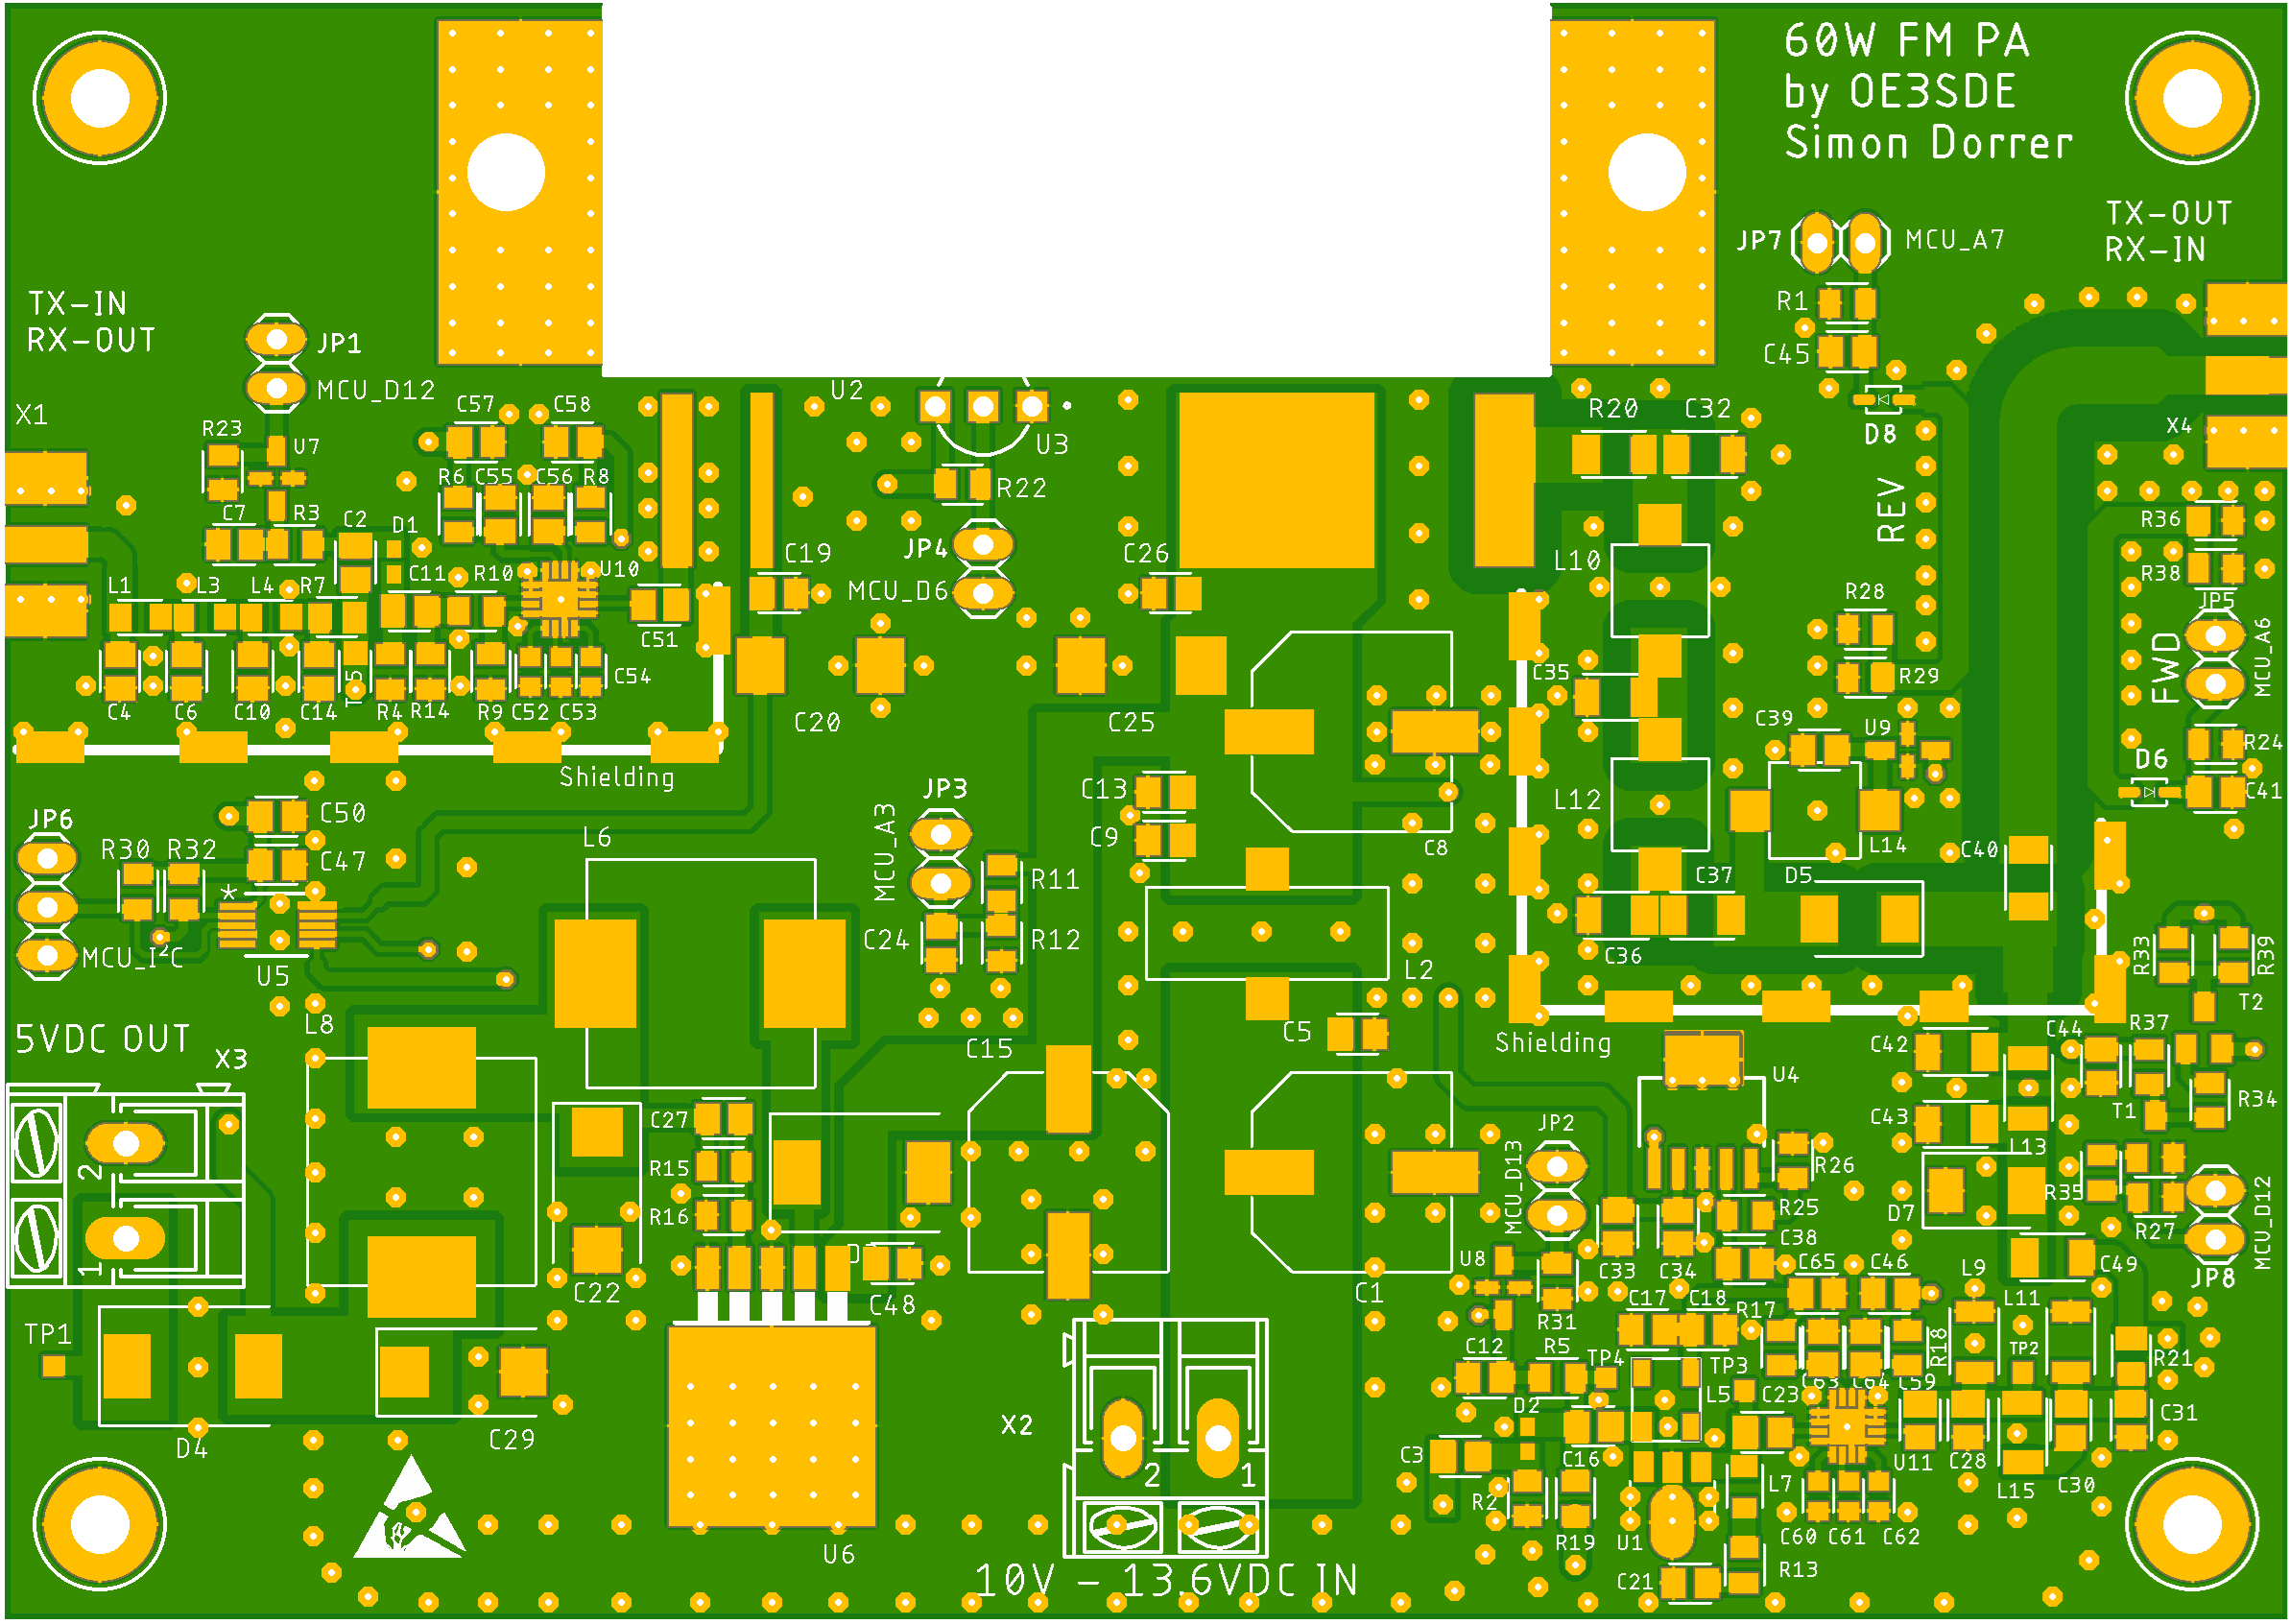 60W FM PA
by OE3SDE
Simon Dorrer
TX-OUT
RX-IN
JP7
MCU_A7
TX-IN
RX-OUT
R1
JP1
C45
MCU_D12
U2
X1
C57
C58
R20
C32
D8
X4
R23
U7
U3
R6
C55
C56
R8
R22
REV
R36
C7
R3
C2
D1
JP4
C19
C26
L10
R38
L1
L3
L4
R7
C11
R10
U10
MCU_D6
R28
JP5
MCU_A6
C51
FWD
C35
R29
C54
C4
C6
C10
C14
R4
R14
R9
C52
C53
C20
C25
C39
U9
R24
Shielding
D6
JP3
C13
C41
L12
JP6
C50
MCU_A3
L6
C9
C8
L14
R30
R32
C47
C40
*
R11
C37
D5
C24
R12
MCU_I²C
U5
L2
C36
R33
R39
L8
T2
5VDC OUT
X3
C15
C5
Shielding
C42
C44
R37
U4
C27
JP2
C43
T1
R34
2
R15
MCU_D13
L13
R26
R16
R35
D7
R25
R27
MCU_D12
1
C38
U8
C33
C34
C65
C46
L9
C49
JP8
C22
C48
C1
R31
C17
C18
R17
L11
TP1
C12
R5
TP4
TP3
R18
TP2
R21
L5
C23
C63
C64
C59
X2
D2
C31
D4
C29
C3
C16
U11
C28
2
1
R2
L7
L15
C30
U6
R19
U1
C60
C61
C62
C21
R13
10V - 13.6VDC IN